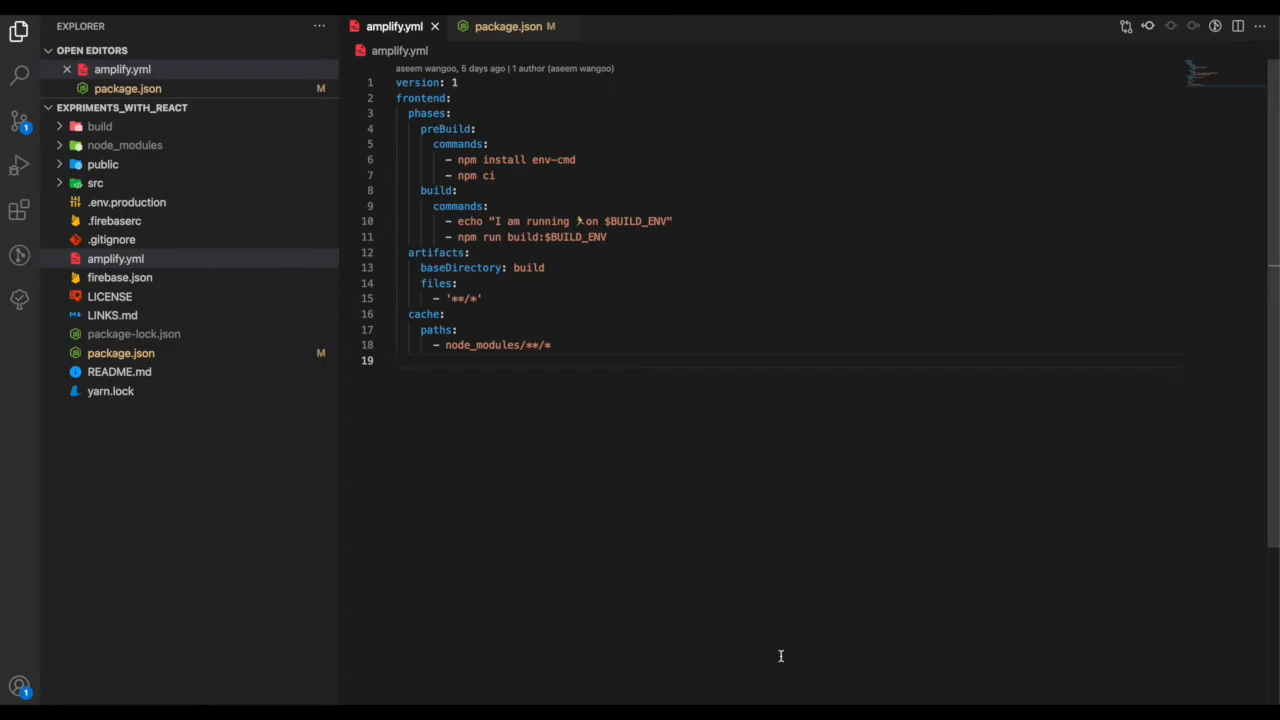 EXPLORER
OPEN EDITORS
amplify.yml
package.json M
EXPRIMENTS_WITH_REACT
build
node_modules
public
src
.env.production
.firebaserc
.gitignore
amplify.yml
firebase.json
LICENSE
LINKS.md
package-lock.json
package.json M
README.md
yarn.lock
1
1
amplify.yml
package.json M
amplify.yml
aseem wangoo, 5 days ago | 1 author (aseem wangoo)
1 version: 1
2 frontend:
3 phases:
4 preBuild:
5 commands:
6 - npm install env-cmd
7 - npm ci
8 build:
9 commands:
10 - echo "I am running 🏃on $BUILD_ENV"
11 - npm run build:$BUILD_ENV
12 artifacts:
13 baseDirectory: build
14 files:
15 - '**/*'
16 cache:
17 paths:
18 - node_modules/**/*
19